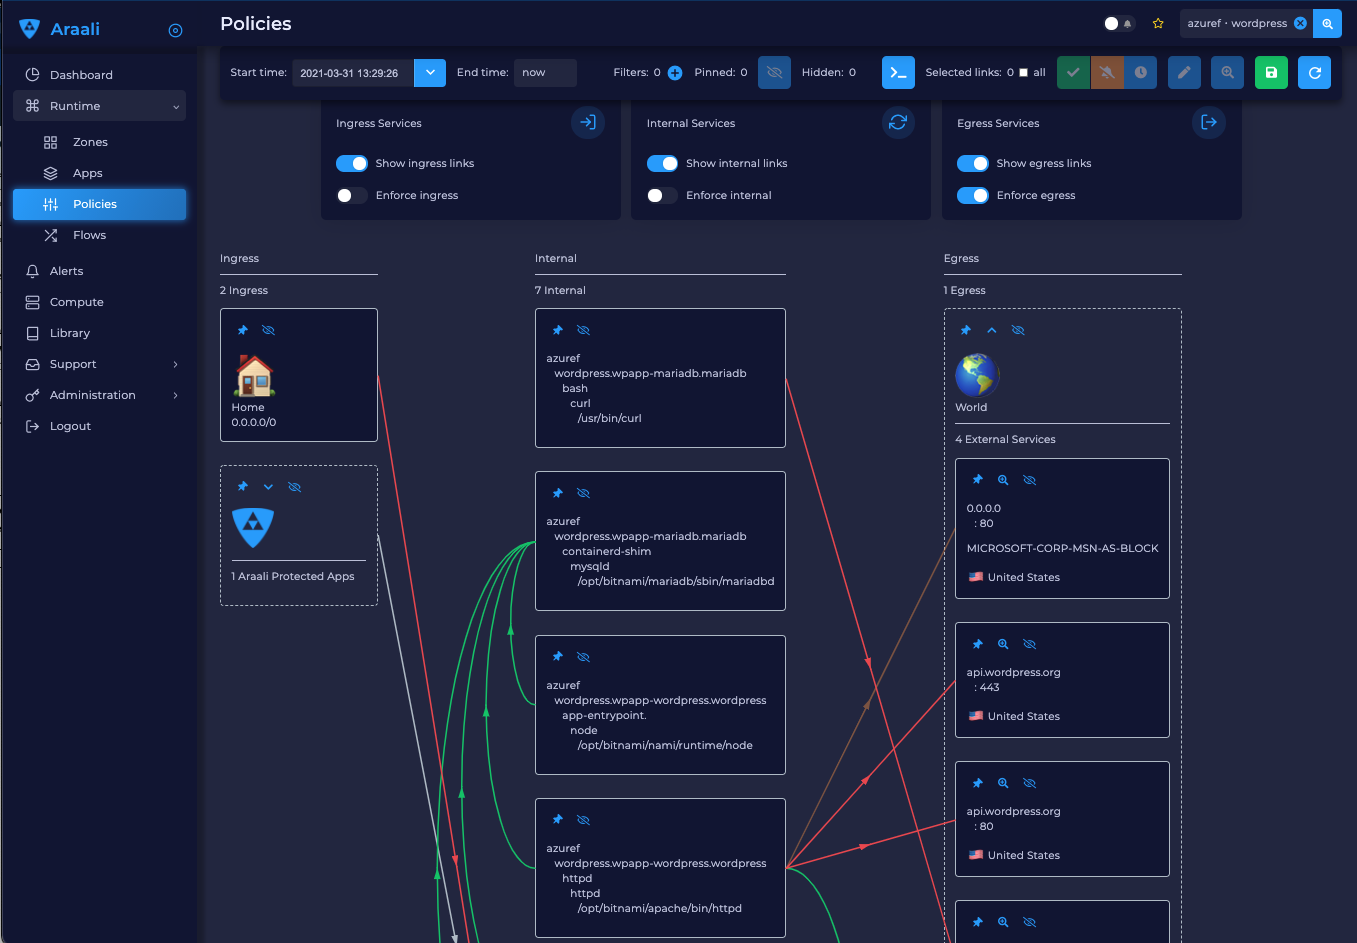 Araali
Policies
azuref · wordpress
Dashboard
Runtime
Zones
Apps
Policies
Flows
Alerts
Compute
Library
Support
Administration
Logout
Start time: 2021-03-31 13:29:26
End time: now
Filters: 0
Pinned: 0
Hidden: 0
Selected links: 0 all
Ingress Services
Show ingress links
Enforce ingress
Internal Services
Show internal links
Enforce internal
Egress Services
Show egress links
Enforce egress
Ingress
2 Ingress
Home
0.0.0.0/0
1 Araali Protected Apps
Internal
7 Internal
azuref
wordpress.wpapp-mariadb.mariadb
bash
curl
/usr/bin/curl
azuref
wordpress.wpapp-mariadb.mariadb
containerd-shim
mysqld
/opt/bitnami/mariadb/sbin/mariadbd
azuref
wordpress.wpapp-wordpress.wordpress
app-entrypoint.
node
/opt/bitnami/nami/runtime/node
azuref
wordpress.wpapp-wordpress.wordpress
httpd
httpd
/opt/bitnami/apache/bin/httpd
Egress
1 Egress
World
4 External Services
0.0.0.0
: 80
MICROSOFT-CORP-MSN-AS-BLOCK
United States
api.wordpress.org
: 443
United States
api.wordpress.org
: 80
United States